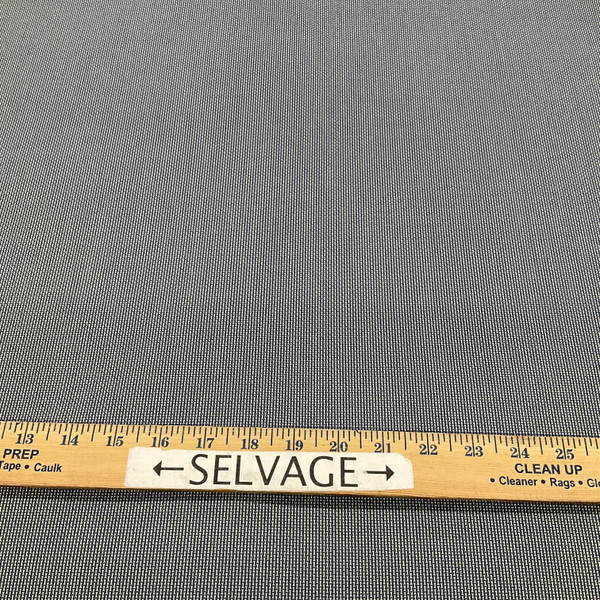 13 14 15 16 17 18 19 20 21 22 23 24 25
PREP
Tape • Caulk
←SELVAGE→
CLEAN UP
• Cleaner • Rags •